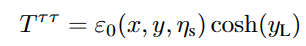 T^{ττ} = ε₀(x, y, η_s) cosh(y_L)